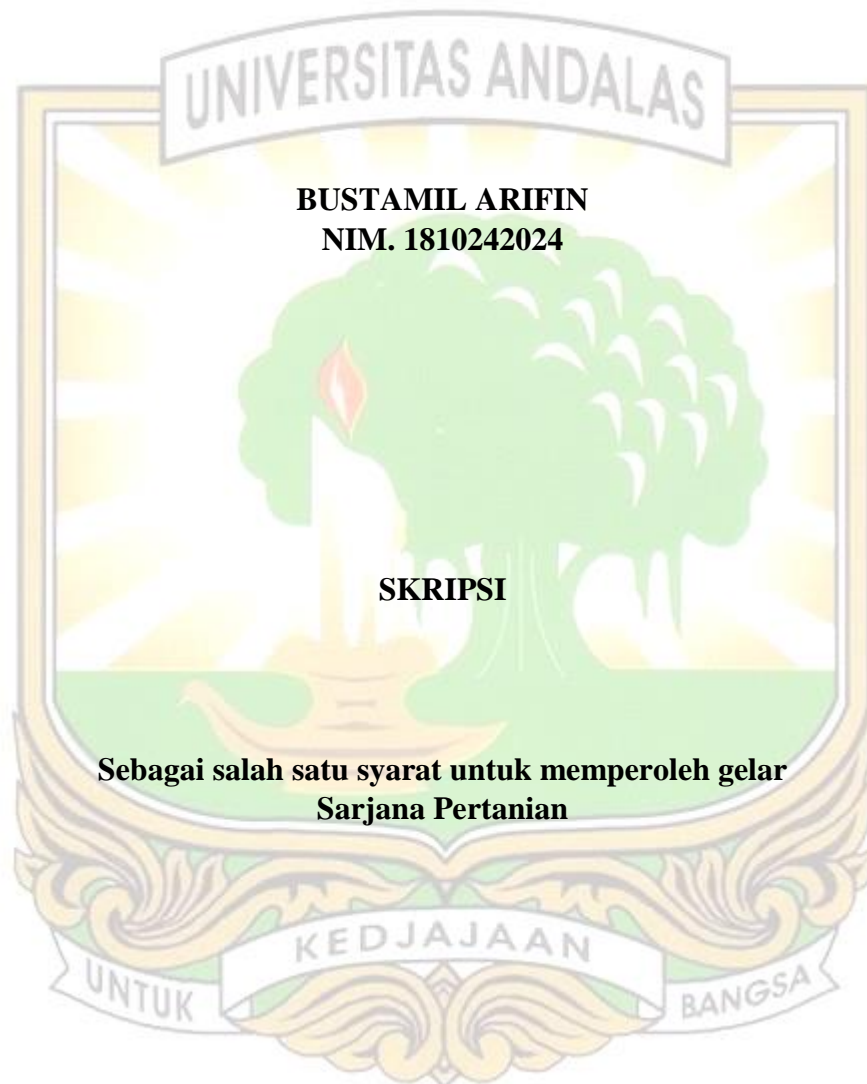 UNIVERSITAS ANDALAS
BUSTAMIL ARIFIN
NIM. 1810242024
SKRIPSI
Sebagai salah satu syarat untuk memperoleh gelar
Sarjana Pertanian
UNTUK KEDJAJAAN BANGSA